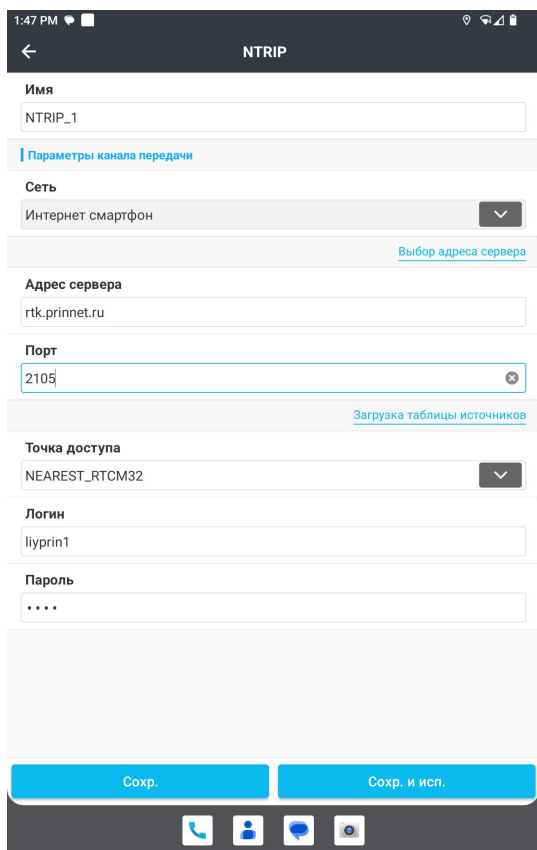 1:47 PM
NTRIP
Имя
NTRIP_1
Параметры канала передачи
Сеть
Интернет смартфон
Выбор адреса сервера
Адрес сервера
rtk.prinnet.ru
Порт
2105
Загрузка таблицы источников
Точка доступа
NEAREST_RTCM32
Логин
liyprin1
Пароль
••••
Сохр.
Сохр. и исп.